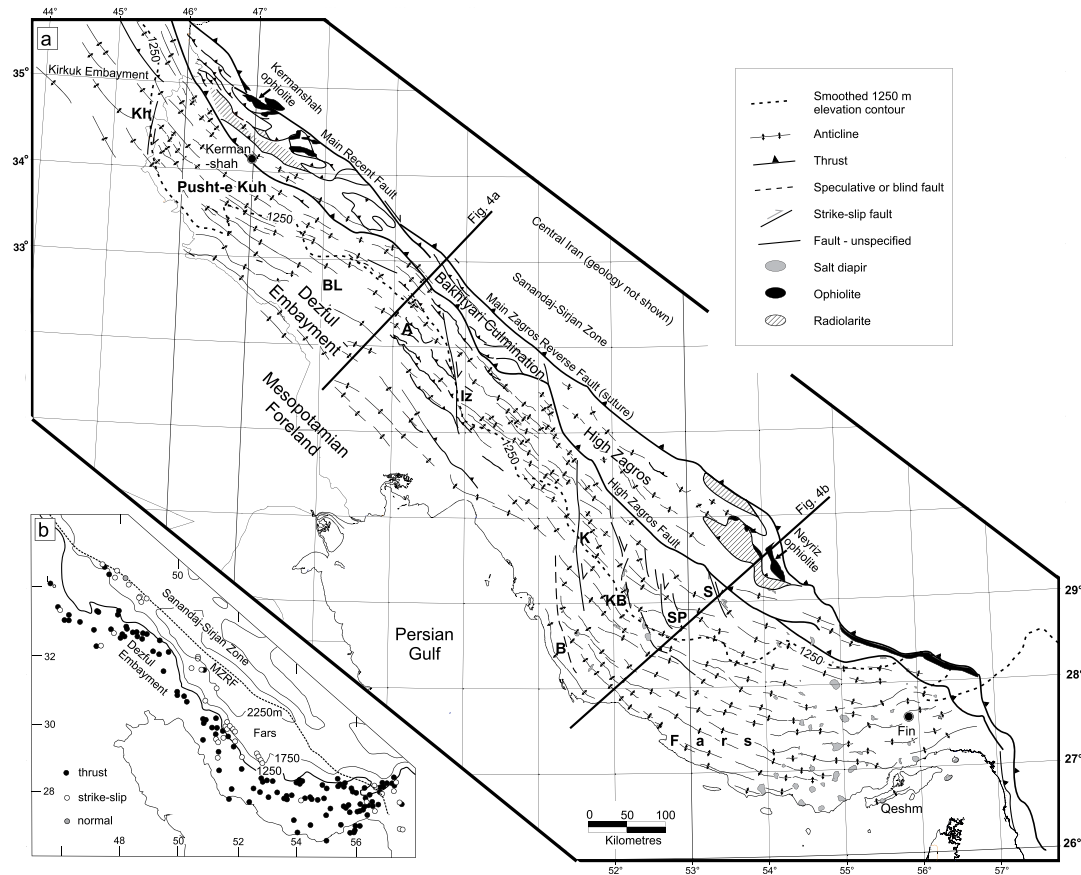 44°
45°
46°
47°
a
35°
34°
33°
1250
Kirkuk Embayment
Kh
Kermanshah
ophiolite
Kerman
-shah
Main Recent Fault
Pusht-e Kuh
1250
Fig. 4a
Central Iran (geology not shown)
Sanandaj-Sirjan Zone
BL
Dezful
Embayment
Bakhtyari Culmination
Main Zagros Reverse Fault (suture)
A
Iz
Mesopotamian
Foreland
1250
High Zagros
High Zagros Fault
Fig. 4b
Neyriz
ophiolite
K
KB
SP
S
B
Persian
Gulf
1250
Fars
Fin
Qeshm
29°
28°
27°
26°
52°
53°
54°
55°
56°
57°
0 50 100
Kilometres
Smoothed 1250 m
elevation contour
Anticline
Thrust
Speculative or blind fault
Strike-slip fault
Fault - unspecified
Salt diapir
Ophiolite
Radiolarite
b
50
Sanandaj-Sirjan Zone
MZRF
Dezful
Embayment
2250m
Fars
1750
1250
32
30
28
thrust
strike-slip
normal
48
50
52
54
56